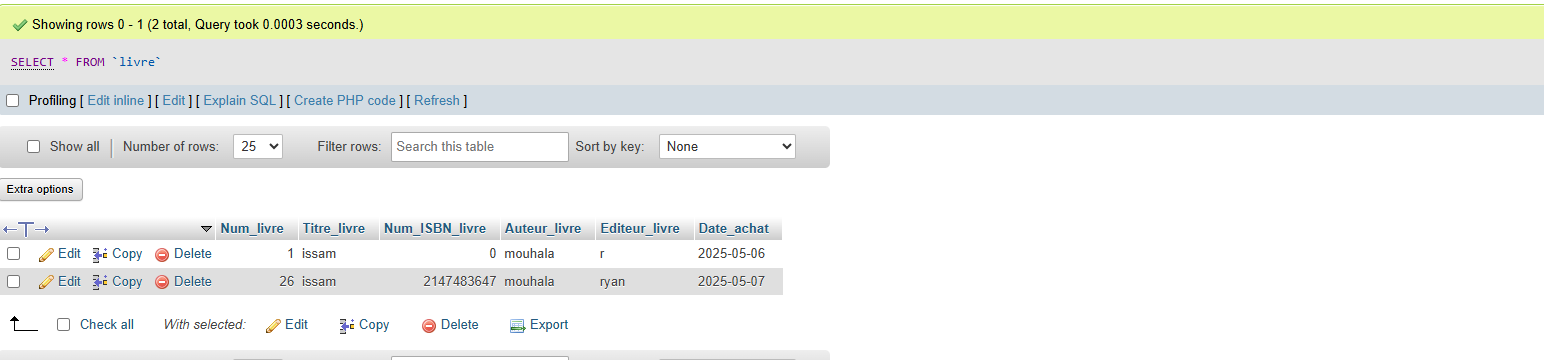 Showing rows 0 - 1 (2 total, Query took 0.0003 seconds.)
SELECT * FROM `livre`
Profiling [ Edit inline ] [ Edit ] [ Explain SQL ] [ Create PHP code ] [ Refresh ]
Show all Number of rows: 25 Filter rows: Search this table Sort by key: None
Extra options
Num_livre Titre_livre Num_ISBN_livre Auteur_livre Editeur_livre Date_achat
Edit Copy Delete 1 issam 0 mouhala r 2025-05-06
Edit Copy Delete 26 issam 2147483647 mouhala ryan 2025-05-07
Check all With selected: Edit Copy Delete Export